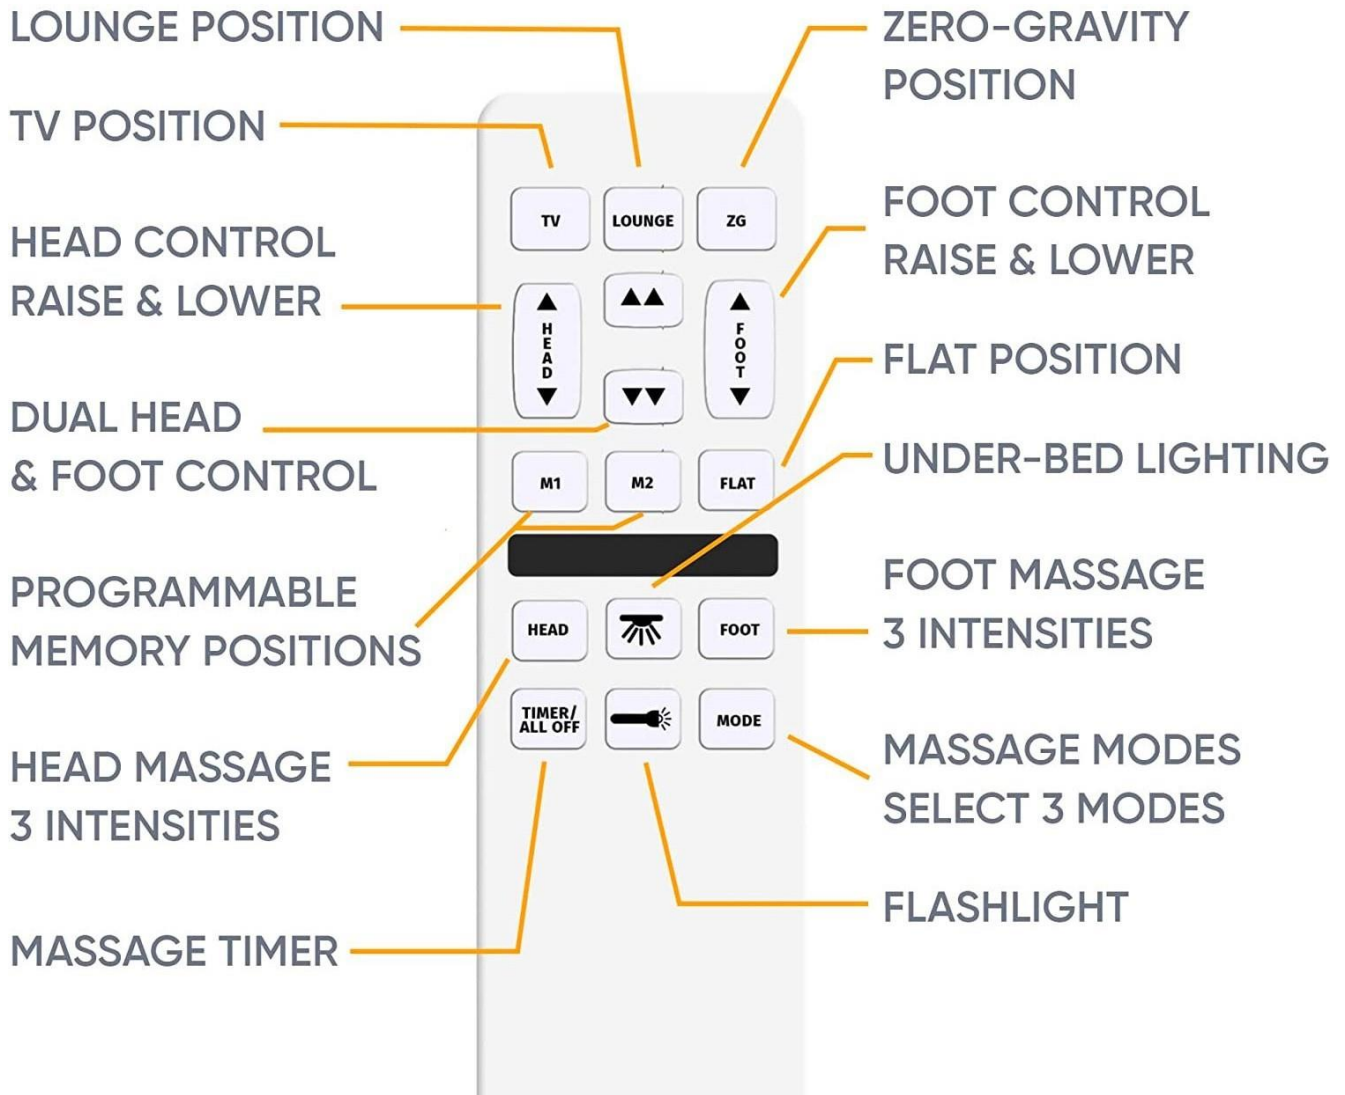 LOUNGE POSITION
TV POSITION
HEAD CONTROL
RAISE & LOWER
DUAL HEAD
& FOOT CONTROL
PROGRAMMABLE
MEMORY POSITIONS
HEAD MASSAGE
3 INTENSITIES
MASSAGE TIMER
TV
LOUNGE
ZG
HEAD
FOOT
M1
M2
FLAT
HEAD
FOOT
TIMER/
ALL OFF
MODE
ZERO-GRAVITY
POSITION
FOOT CONTROL
RAISE & LOWER
FLAT POSITION
UNDER-BED LIGHTING
FOOT MASSAGE
3 INTENSITIES
MASSAGE MODES
SELECT 3 MODES
FLASHLIGHT